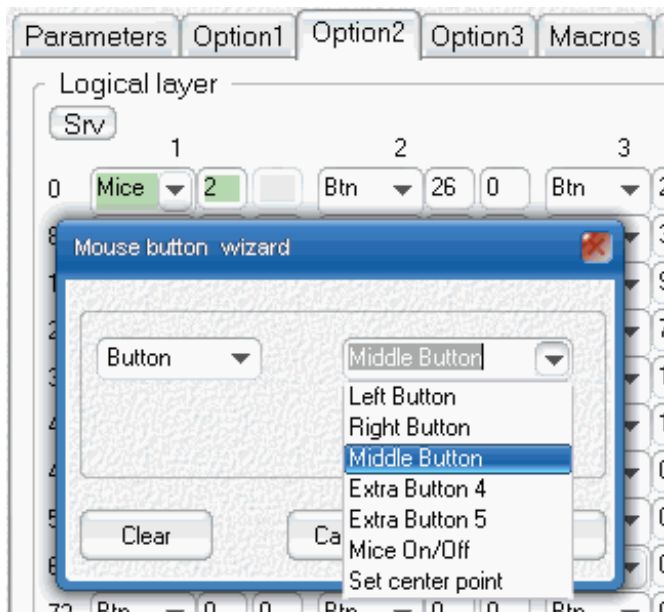 Parameters Option1 Option2 Option3 Macros
Logical layer
Srv
1 2 3
0 Mice 2 Btn 26 0 Btn
Mouse button wizard
Button Middle Button
Left Button
Right Button
Middle Button
Extra Button 4
Extra Button 5
Mice On/Off
Set center point
Clear Ca
72 Btn 0 0 Btn 0 0 Btn